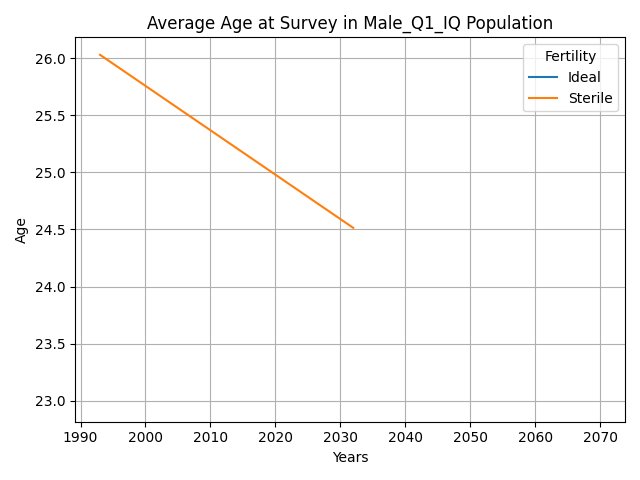 Average Age at Survey in Male_Q1_IQ Population
Fertility
Ideal
Sterile
26.0
25.5
25.0
24.5
24.0
23.5
23.0
Age
1990 2000 2010 2020 2030 2040 2050 2060 2070
Years